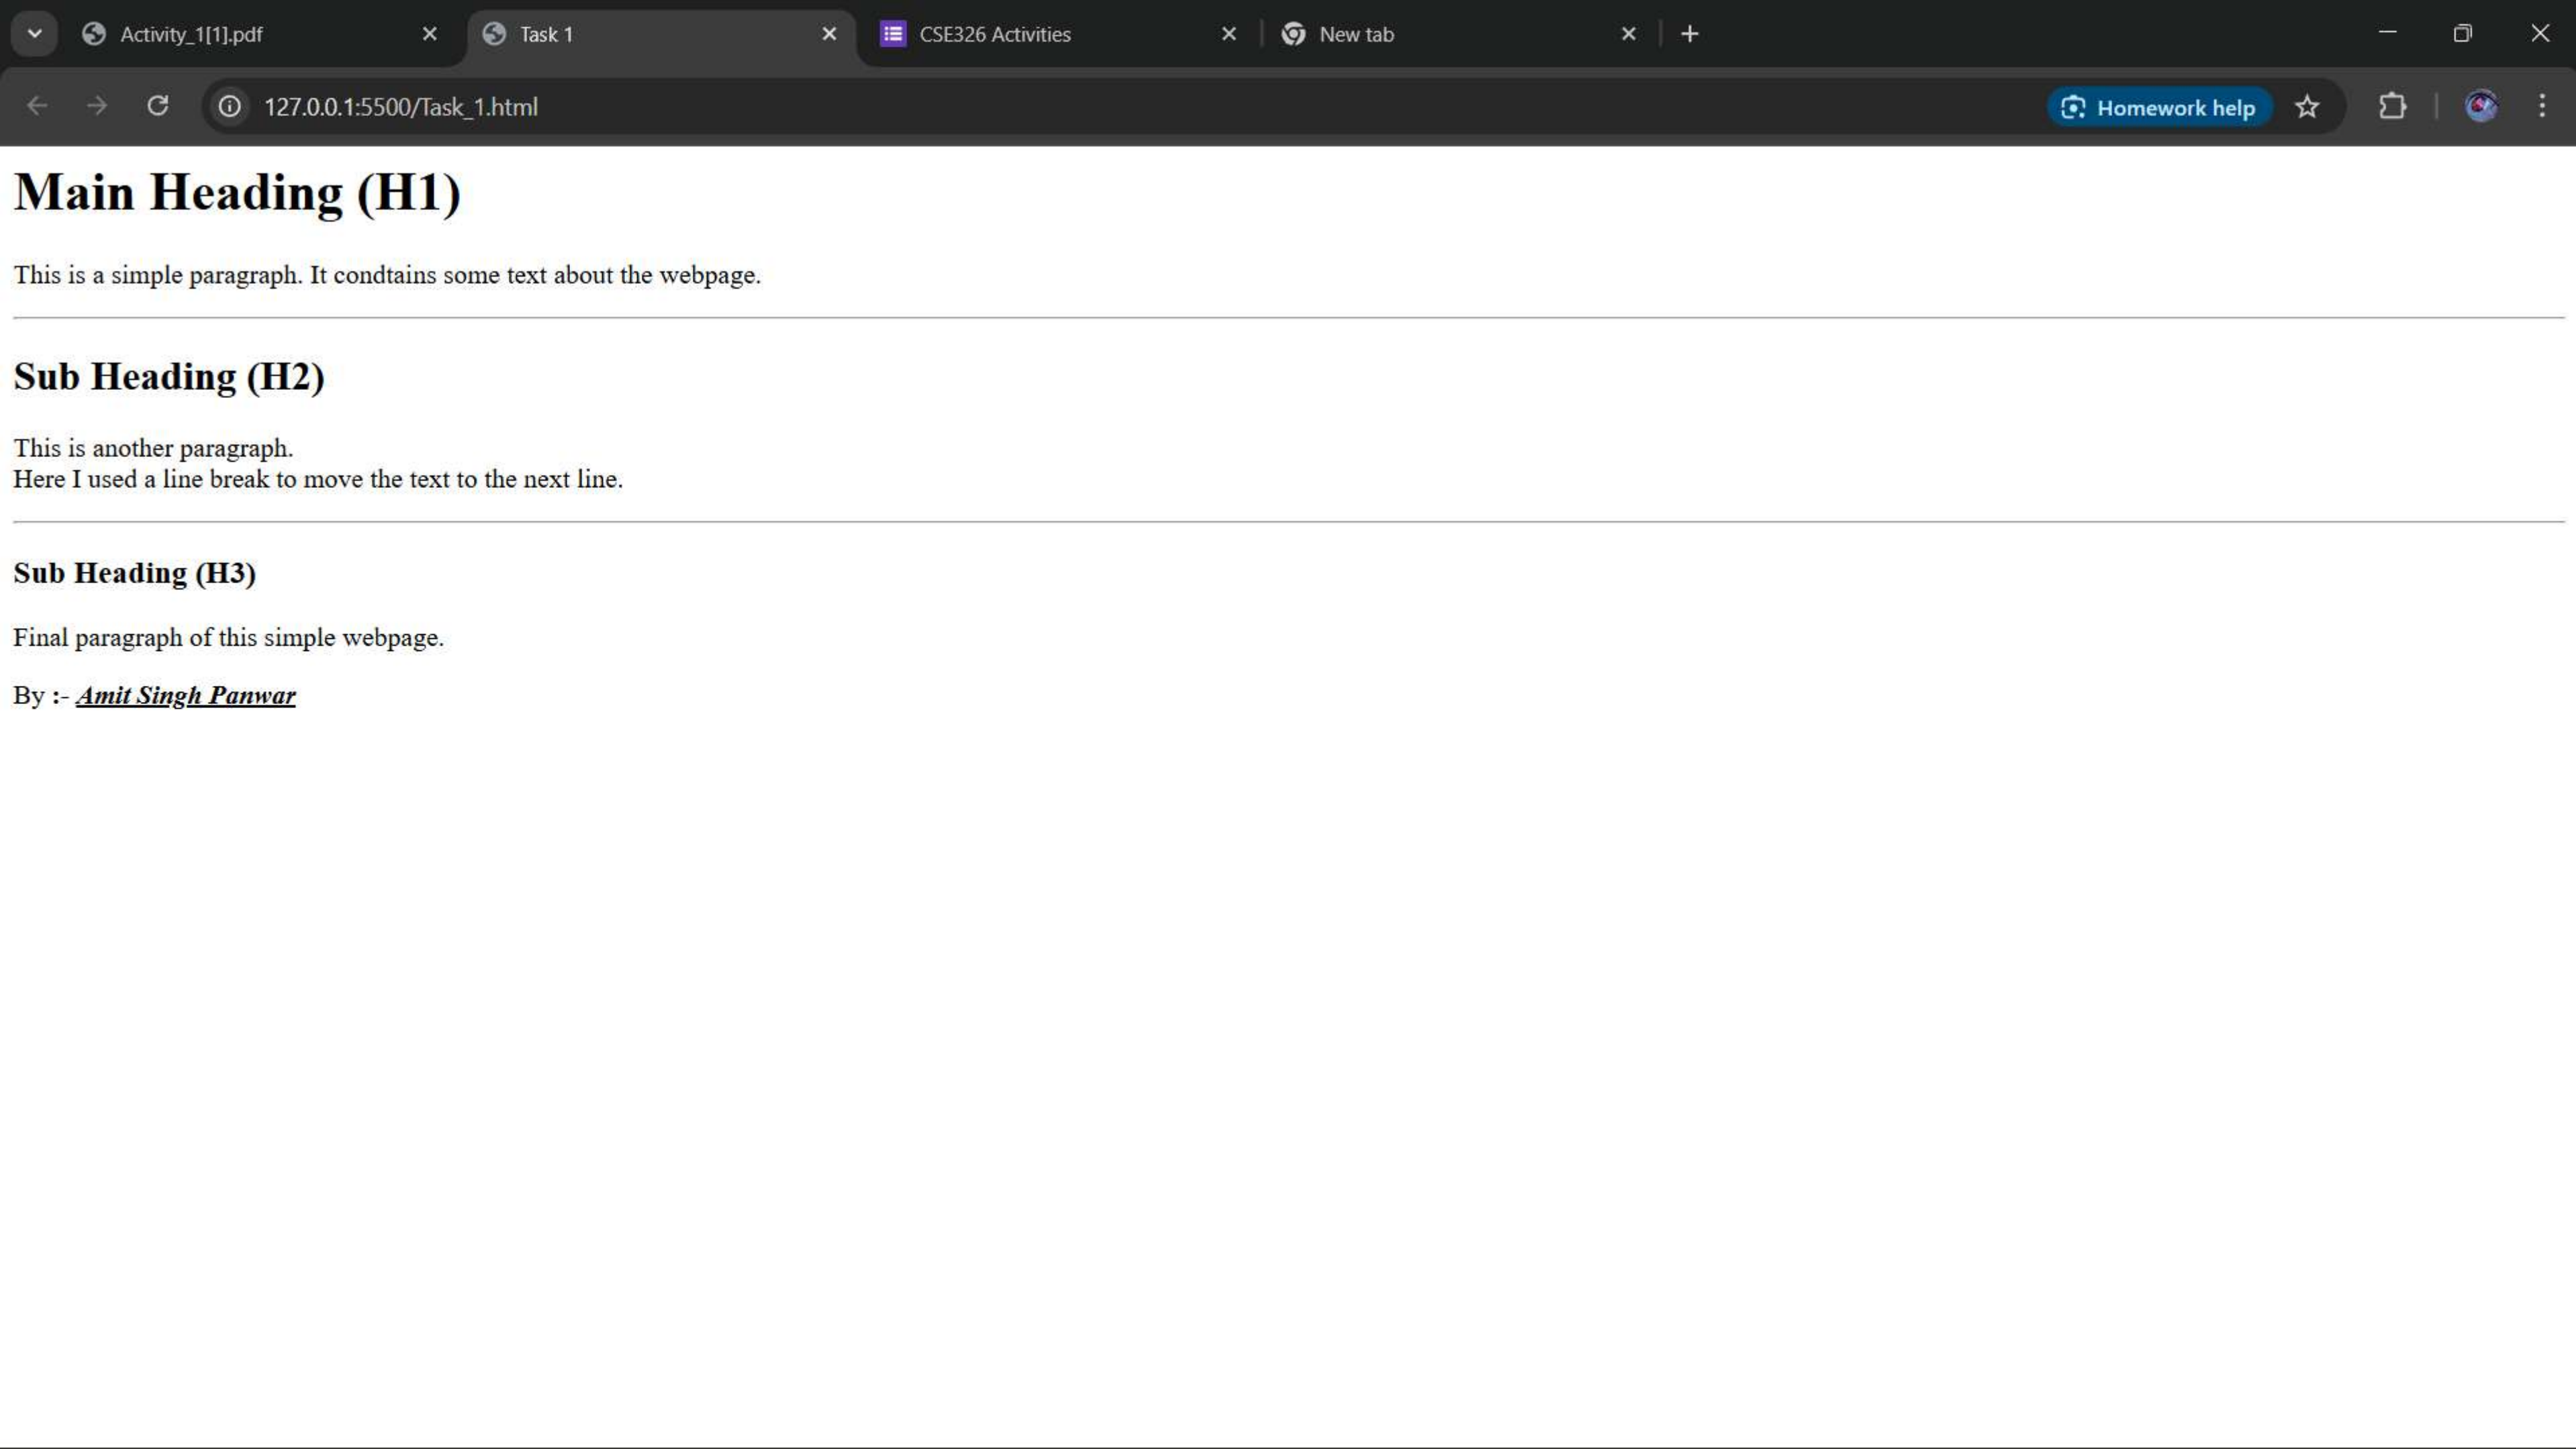 Activity_1[1].pdf
Task 1
CSE326 Activities
New tab
127.0.0.1:5500/Task_1.html
Homework help
Main Heading (H1)
This is a simple paragraph. It condtains some text about the webpage.
Sub Heading (H2)
This is another paragraph.
Here I used a line break to move the text to the next line.
Sub Heading (H3)
Final paragraph of this simple webpage.
By :- Amit Singh Panwar